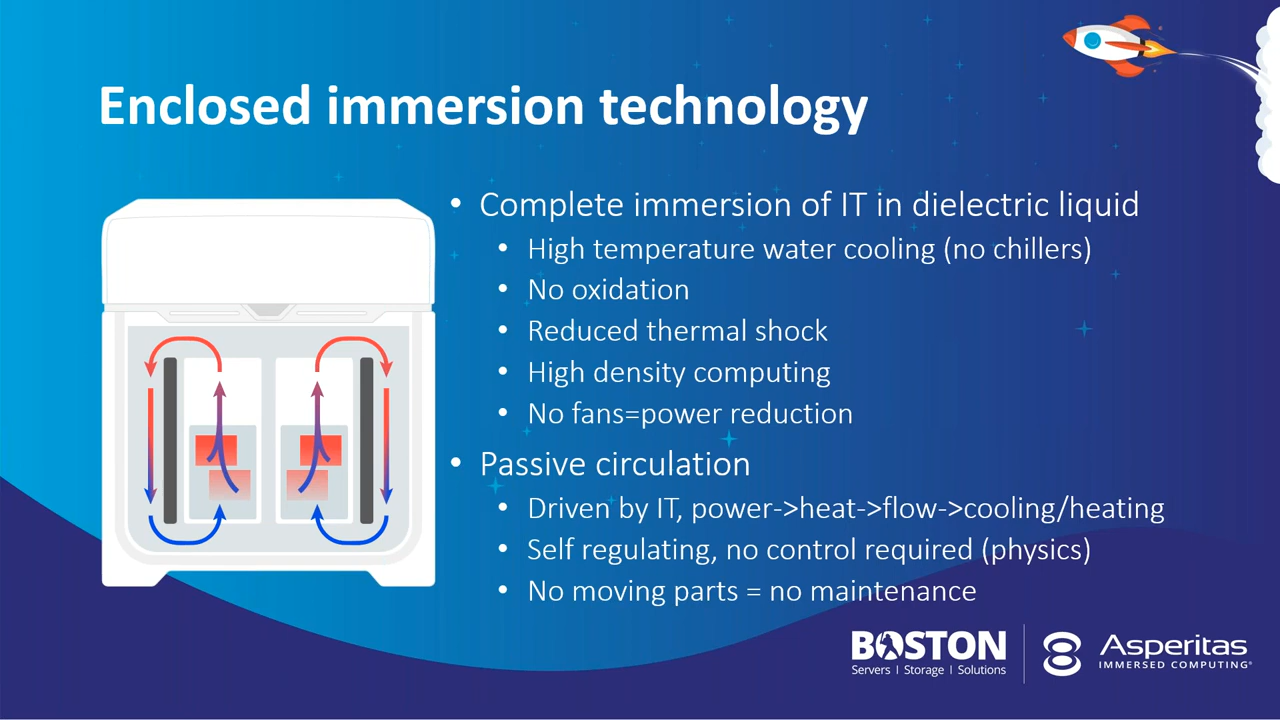 Enclosed immersion technology
• Complete immersion of IT in dielectric liquid
• High temperature water cooling (no chillers)
• No oxidation
• Reduced thermal shock
• High density computing
• No fans=power reduction
• Passive circulation
• Driven by IT, power->heat->flow->cooling/heating
• Self regulating, no control required (physics)
• No moving parts = no maintenance
BOSTON
Servers | Storage | Solutions
Asperitas
IMMERSED COMPUTING®